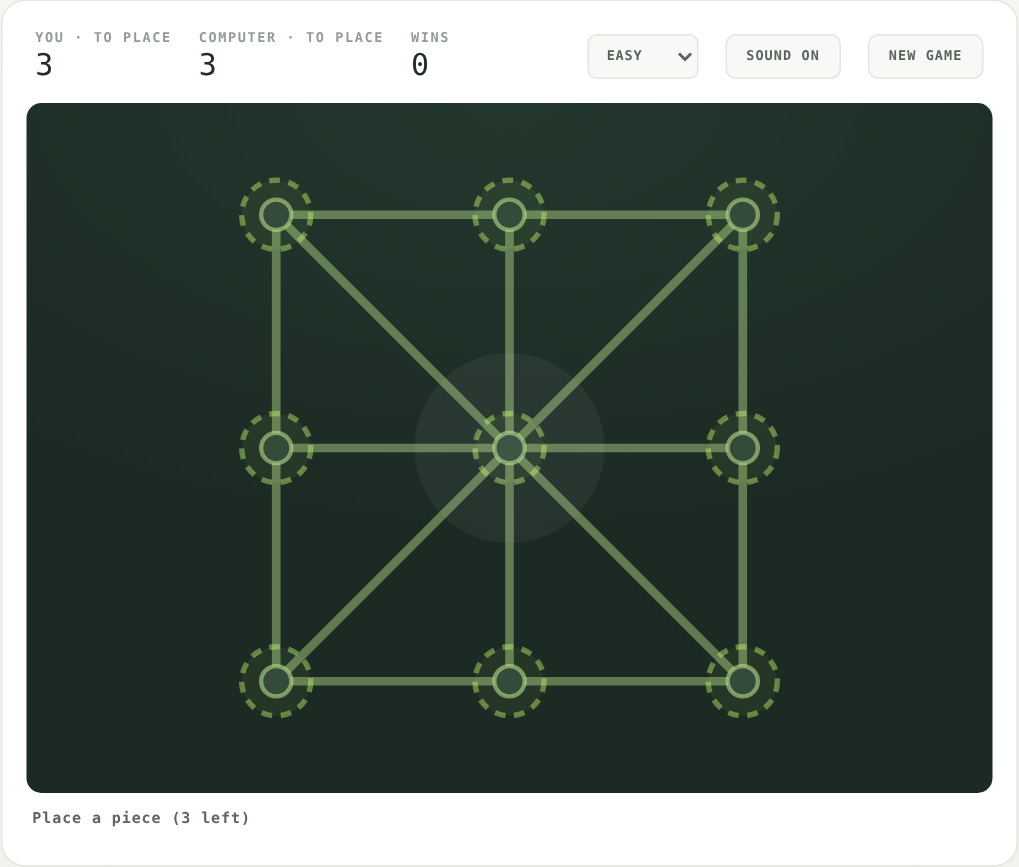 YOU · TO PLACE
3
COMPUTER · TO PLACE
3
WINS
0
EASY
SOUND ON
NEW GAME
Place a piece (3 left)